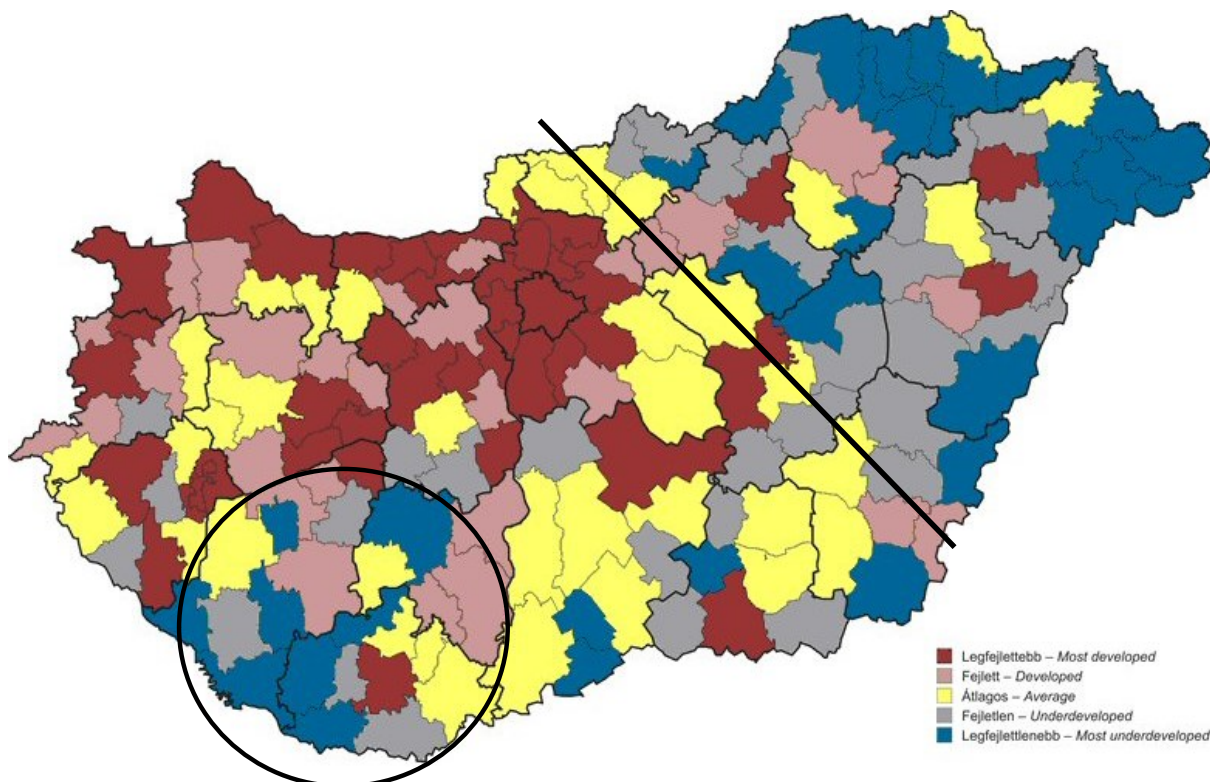 Legfejlettebb – Most developed
Fejlett – Developed
Átlagos – Average
Fejletlen – Underdeveloped
Legfejlettlenebb – Most underdeveloped